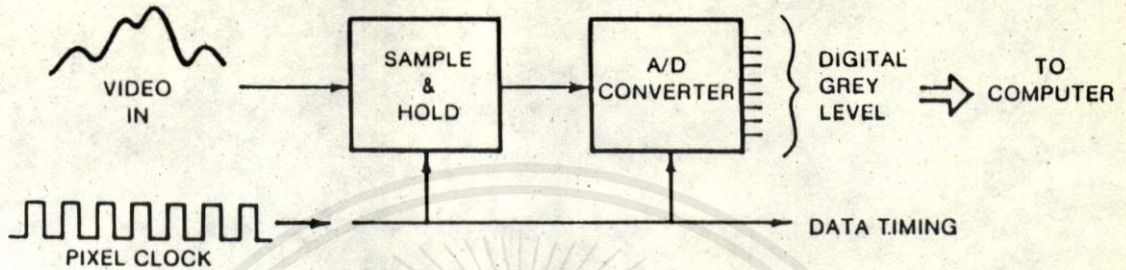 VIDEO
IN
SAMPLE
&
HOLD
A/D
CONVERTER
DIGITAL
GREY
LEVEL
TO
COMPUTER
PIXEL CLOCK
DATA TIMING